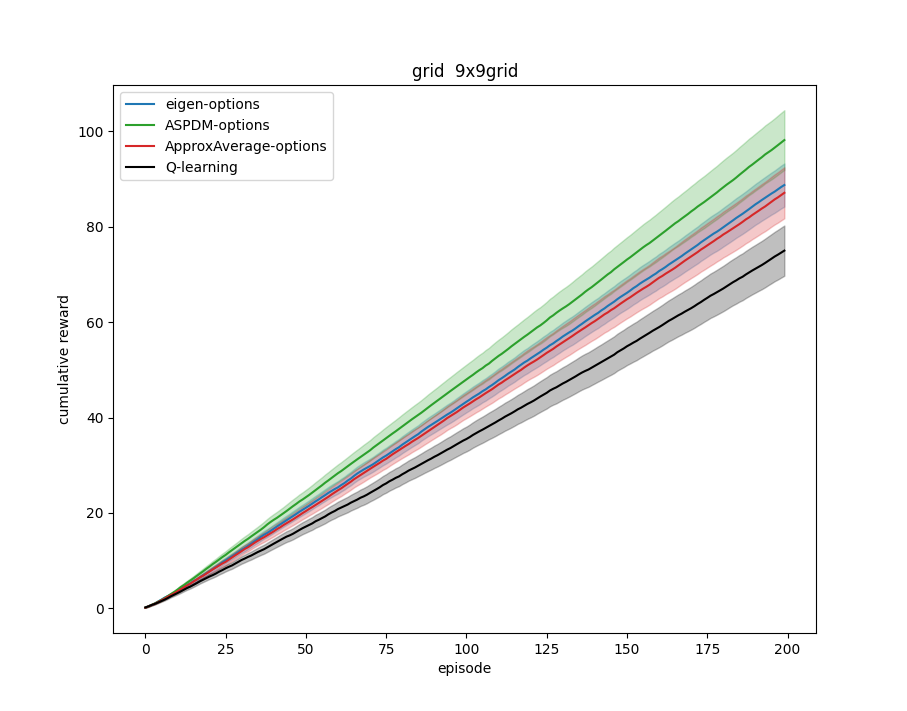 grid  9x9grid
eigen-options
ASPDM-options
ApproxAverage-options
Q-learning
cumulative reward
100
80
60
40
20
0
0 25 50 75 100 125 150 175 200
episode